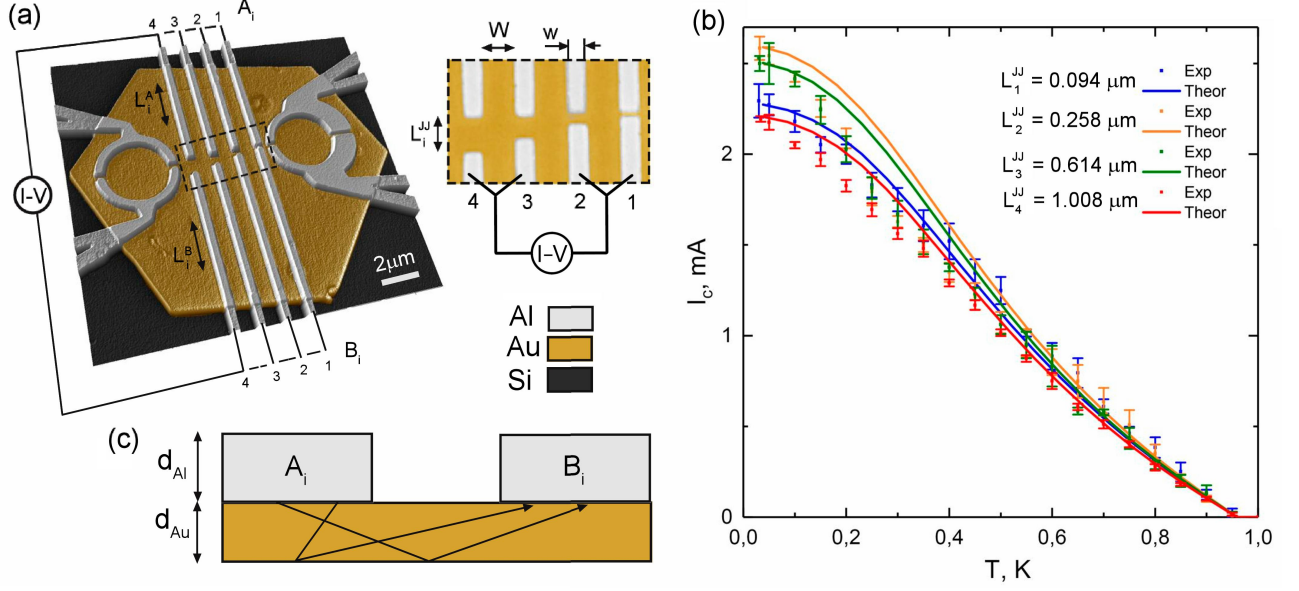 (a)
A_i
4 3 2 1
L_i^A
I-V
L_i^B
2μm
B_i
4 3 2 1
W
w
L_i^JJ
4 3 2 1
I–V
Al
Au
Si
(b)
I_c, mA
2
1
0
0,0 0,2 0,4 0,6 0,8 1,0
T, K
L_1^JJ = 0.094 μm
Exp
Theor
L_2^JJ = 0.258 μm
Exp
Theor
L_3^JJ = 0.614 μm
Exp
Theor
L_4^JJ = 1.008 μm
Exp
Theor
(c)
d_Al
A_i
B_i
d_Au